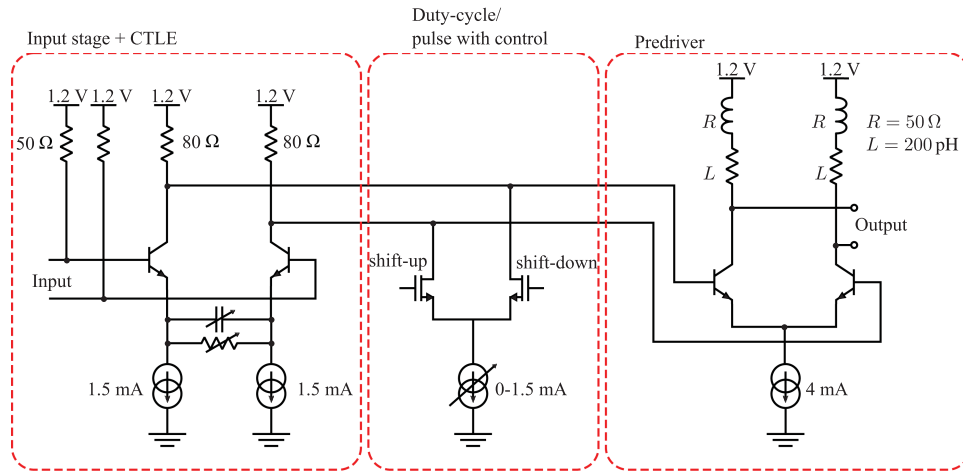 Input stage + CTLE
Duty-cycle/
pulse with control
Predriver
1.2 V 1.2 V 1.2 V 1.2 V
50 Ω
80 Ω
80 Ω
1.2 V 1.2 V
R
R
R = 50 Ω
L = 200 pH
L
L
Output
shift-up
shift-down
Input
1.5 mA
1.5 mA
0-1.5 mA
4 mA